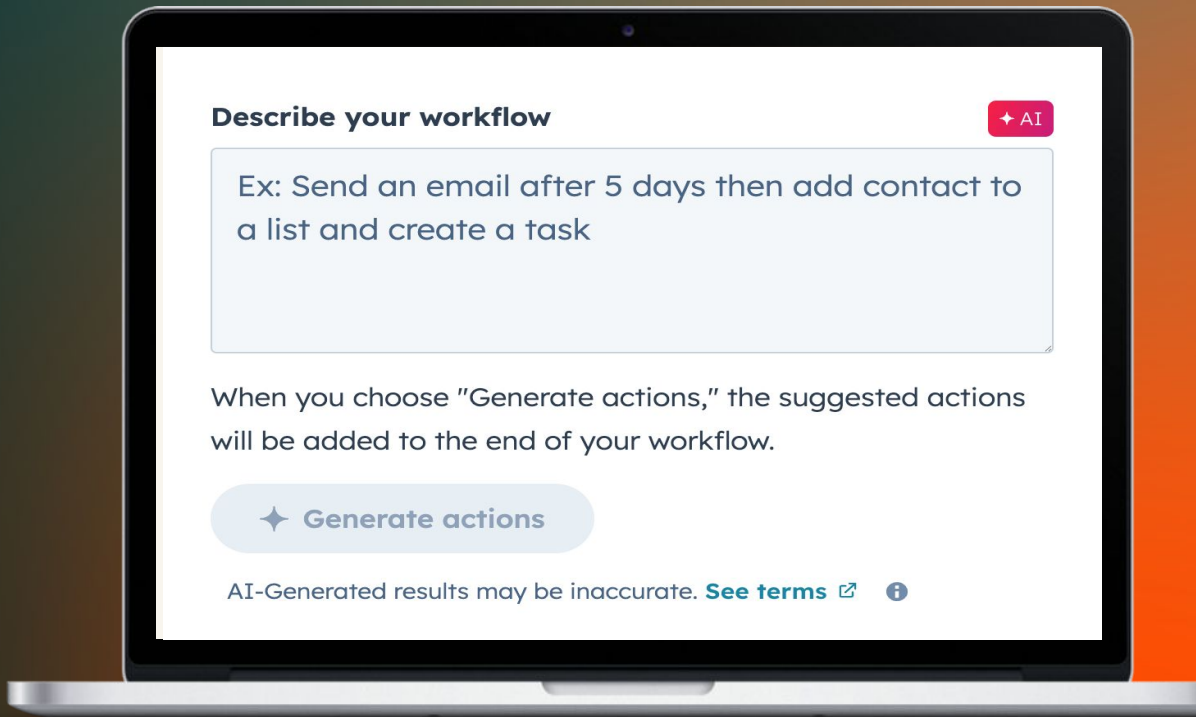 Describe your workflow
AI
Ex: Send an email after 5 days then add contact to
a list and create a task
When you choose "Generate actions," the suggested actions
will be added to the end of your workflow.
Generate actions
AI-Generated results may be inaccurate. See terms